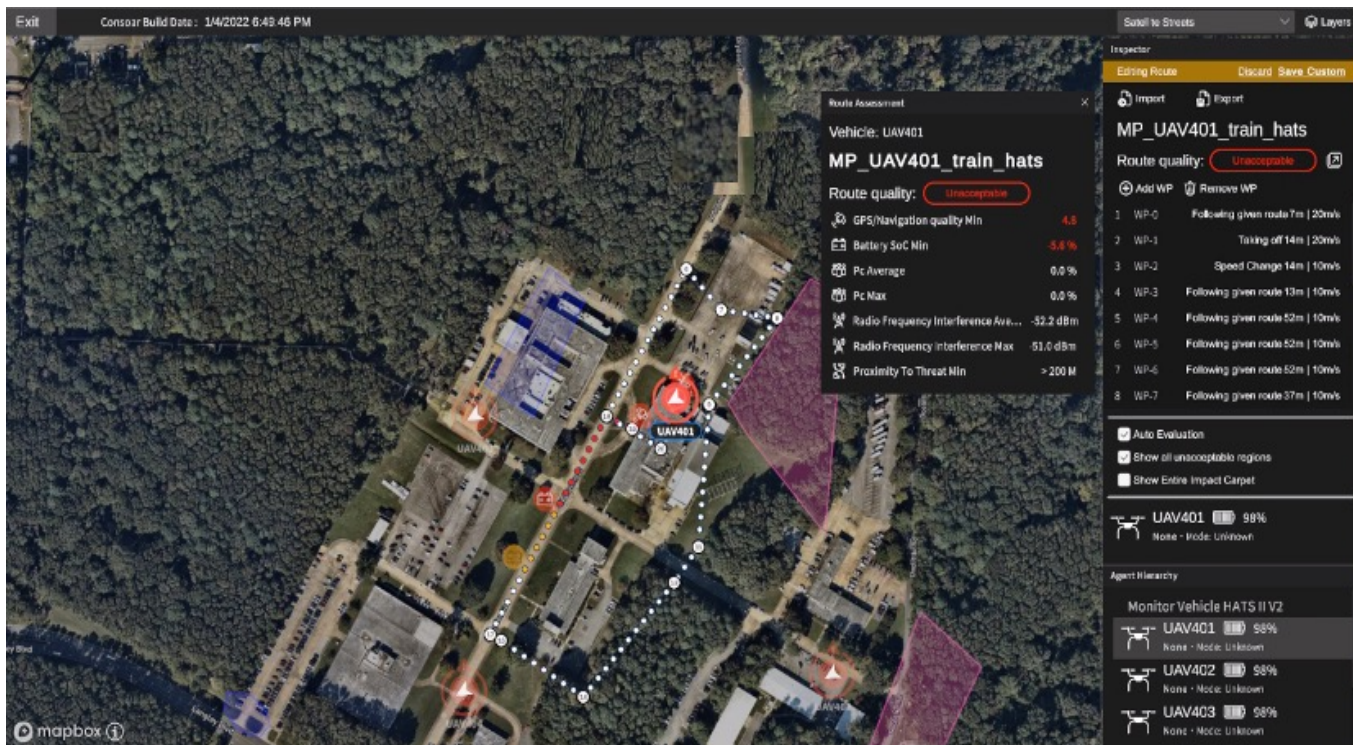 Exit
Consoar Build Date : 1/4/2022 6:49:46 PM
Satellite Streets
Layers
Inspector
Editing Route
Discard Save Custom
Import
Export
MP_UAV401_train_hats
Route quality: Unacceptable
Add WP
Remove WP
1 WP-0 Following given route 7m | 20m/s
2 WP-1 Taking off 14m | 20m/s
3 WP-2 Speed Change 14m | 10m/s
4 WP-3 Following given route 13m | 10m/s
5 WP-4 Following given route 52m | 10m/s
6 WP-5 Following given route 52m | 10m/s
7 WP-6 Following given route 52m | 10m/s
8 WP-7 Following given route 37m | 10m/s
Auto Evaluation
Show all unacceptable regions
Show Entire Impact Carpet
UAV401 98%
None - Mode: Unknown
Agent Hierarchy
Monitor Vehicle HATS II V2
UAV401 98%
None - Mode: Unknown
UAV402 98%
None - Mode: Unknown
UAV403 98%
None - Mode: Unknown
Route Assessment
Vehicle: UAV401
MP_UAV401_train_hats
Route quality: Unacceptable
GPS/Navigation quality Min 4.5
Battery SoC Min -5.6 %
Pc Average 0.0 %
Pc Max 0.0 %
Radio Frequency Interference Ave... -52.2 dBm
Radio Frequency Interference Max -51.0 dBm
Proximity To Threat Min > 200 M
7
UAV401
Langley Blvd
mapbox